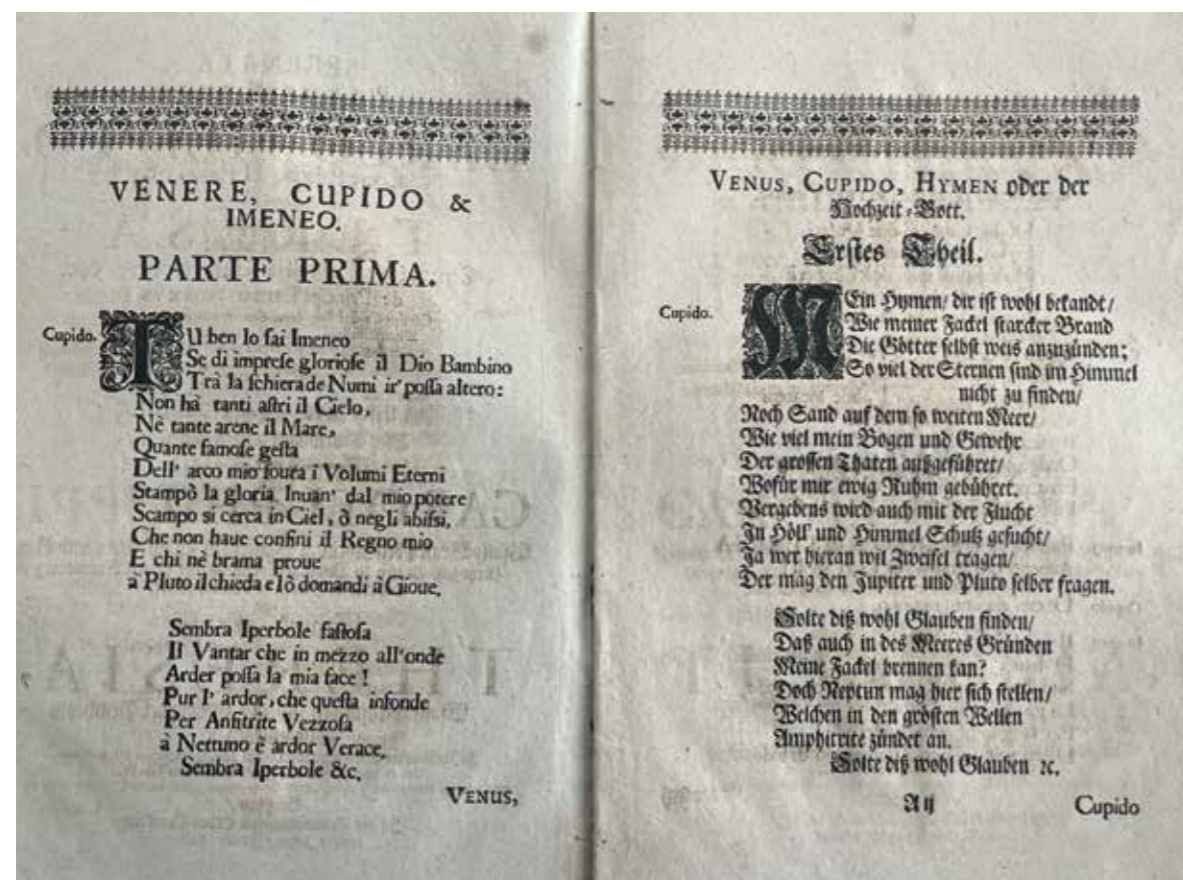 VENERE, CUPIDO &
IMENEO.
PARTE PRIMA.
Cupido.
TU ben lo ſai Imeneo
Se di impreſe glorioſe il Dio Bambino
Trà la ſchiera de Numi ir' poſſa altero:
Non hà tanti aſtri il Cielo,
Nè tante arene il Mare,
Quante famoſe geſta
Dell' arco mio ſoura i Volumi Eterni
Stampò la gloria, Inuan' dal mio potere
Scampo si cerca in Ciel, ò negli abiſsi,
Che non haue confini il Regno mio
E chi nè brama proue
à Pluto il chieda e lò domandi à Gioue,
Sembra Iperbole faſtoſa
Il Vantar che in mezzo all'onde
Arder poſſa la mia face!
Pur l' ardor, che queſta infonde
Per Anfitrite Vezzoſa
à Nettuno è ardor Verace,
Sembra Iperbole &c,
VENUS,
VENUS, CUPIDO, HYMEN oder der
Hochzeit-Gott.
Erſtes Theil.
Cupido.
MEin Hymen/ dir iſt wohl bekandt/
Wie meiner Fackel ſtarcker Brand
Die Götter ſelbſt weis anzuzünden;
So viel der Sternen ſind im Himmel
nicht zu finden/
Noch Sand auf dem ſo weiten Meer/
Wie viel mein Bogen und Gewehr
Der groſſen Thaten außgeführet/
Wofür mir ewig Ruhm gebühret.
Vergebens wird auch mit der Flucht
In Höll' und Himmel Schutz geſucht/
Ja wer hieran wil Zweifel tragen/
Der mag den Jupiter und Pluto ſelber fragen.
Solte diß wohl Glauben finden/
Daß auch in des Meeres Gründen
Meine Fackel brennen kan?
Doch Neptun mag hier ſich ſtellen/
Welchen in den gröſten Wellen
Amphitrite zündet an.
Solte diß wohl Glauben ꝛc.
A ij
Cupido